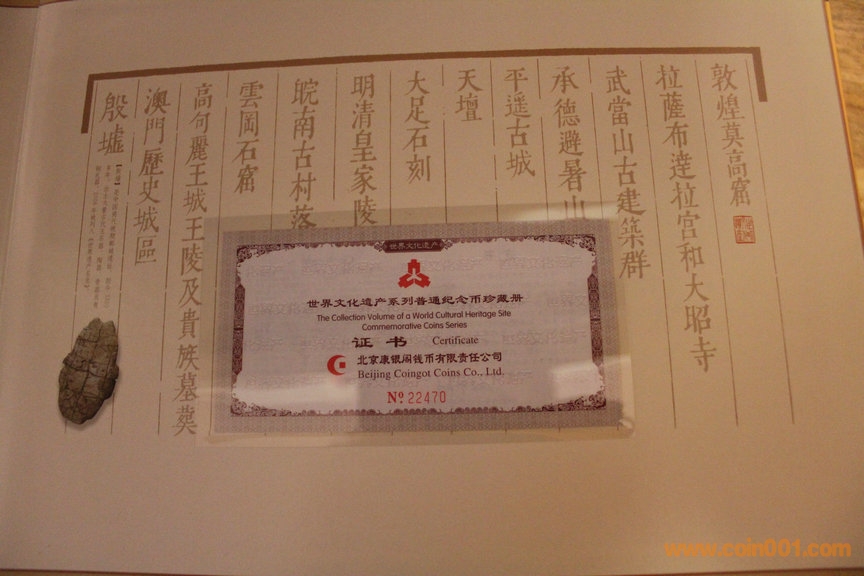 敦煌莫高窟
拉薩布達拉宮和大昭寺
武當山古建築群
承德避暑山
平遥古城
天壇
大足石刻
明清皇家陵
皖南古村落
雲岡石窟
高句麗王城王陵及貴族墓葬
澳門歷史城區
殷墟
世界文化遗产
世界文化遗产系列普通纪念币珍藏册
The Collection Volume of a World Cultural Heritage Site
Commemorative Coins Series
证书 Certificate
北京康银阁钱币有限责任公司
Beijing Coingot Coins Co., Ltd.
Nº 22470
www.coin001.com